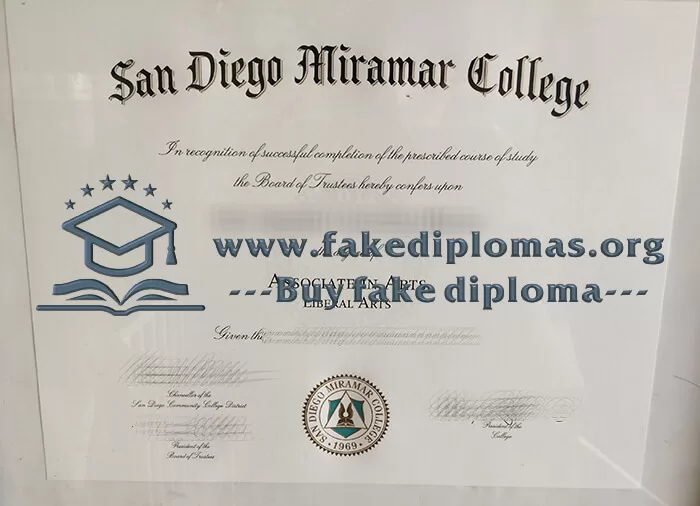 San Diego Miramar College
In recognition of successful completion of the prescribed course of study
the Board of Trustees hereby confers upon
www.fakediplomas.org
Associate in Arts
---Buy fake diploma---
Liberal Arts
Given
Chancellor of the
San Diego Community College District
President of the
Board of Trustees
SAN DIEGO MIRAMAR COLLEGE
• 1969 •
President of the
College